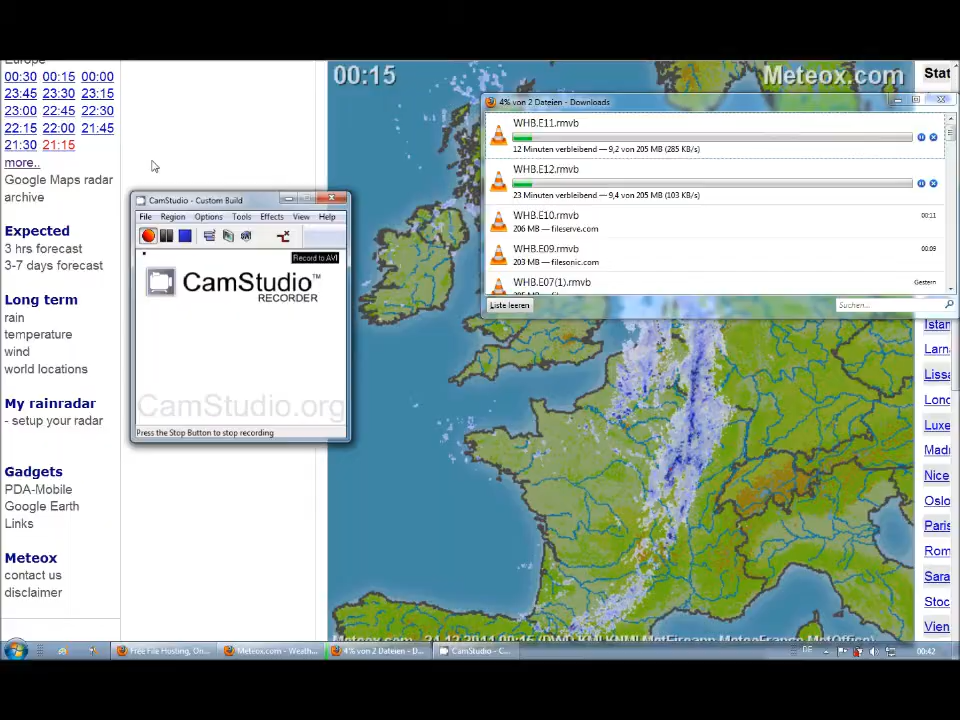 Europe
00:30 00:15 00:00
23:45 23:30 23:15
23:00 22:45 22:30
22:15 22:00 21:45
21:30 21:15
more..
Google Maps radar
archive
Expected
3 hrs forecast
3-7 days forecast
Long term
rain
temperature
wind
world locations
My rainradar
- setup your radar
Gadgets
PDA-Mobile
Google Earth
Links
Meteox
contact us
disclaimer
CamStudio - Custom Build
File Region Options Tools Effects View Help
Record to AVI
CamStudio™
RECORDER
CamStudio.org
Press the Stop Button to stop recording
00:15
Meteox.com
4% von 2 Dateien - Downloads
WHB.E11.rmvb
12 Minuten verbleibend — 9,2 von 205 MB (285 KB/s)
WHB.E12.rmvb
23 Minuten verbleibend — 9,4 von 205 MB (103 KB/s)
WHB.E10.rmvb 00:11
206 MB — fileserve.com
WHB.E09.rmvb 00:09
203 MB — filesonic.com
WHB.E07(1).rmvb Gestern
Liste leeren
Suchen...
Stat
Istan
Larn
Lissa
Lond
Luxe
Madr
Nice
Oslo
Paris
Rom
Sara
Stoc
Vien
Free File Hosting, On...
Meteox.com - Weath...
4% von 2 Dateien - D...
CamStudio - C...
DE
00:42